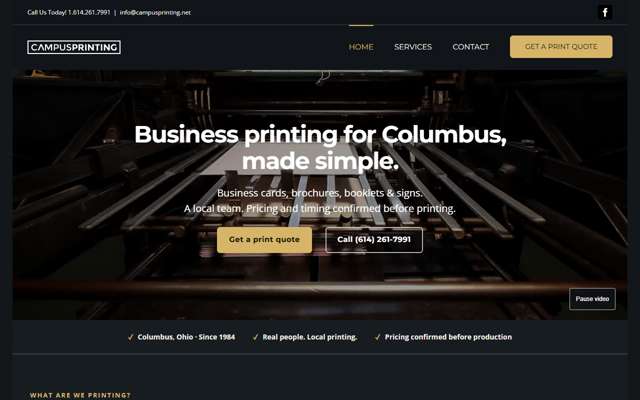 Call Us Today! 1.614.261.7991 | info@campusprinting.net
CAMPUSPRINTING
HOME
SERVICES
CONTACT
GET A PRINT QUOTE
Business printing for Columbus,
made simple.
Business cards, brochures, booklets & signs.
A local team. Pricing and timing confirmed before printing.
Get a print quote
Call (614) 261-7991
Pause video
✓ Columbus, Ohio · Since 1984
✓ Real people. Local printing.
✓ Pricing confirmed before production
WHAT ARE WE PRINTING?